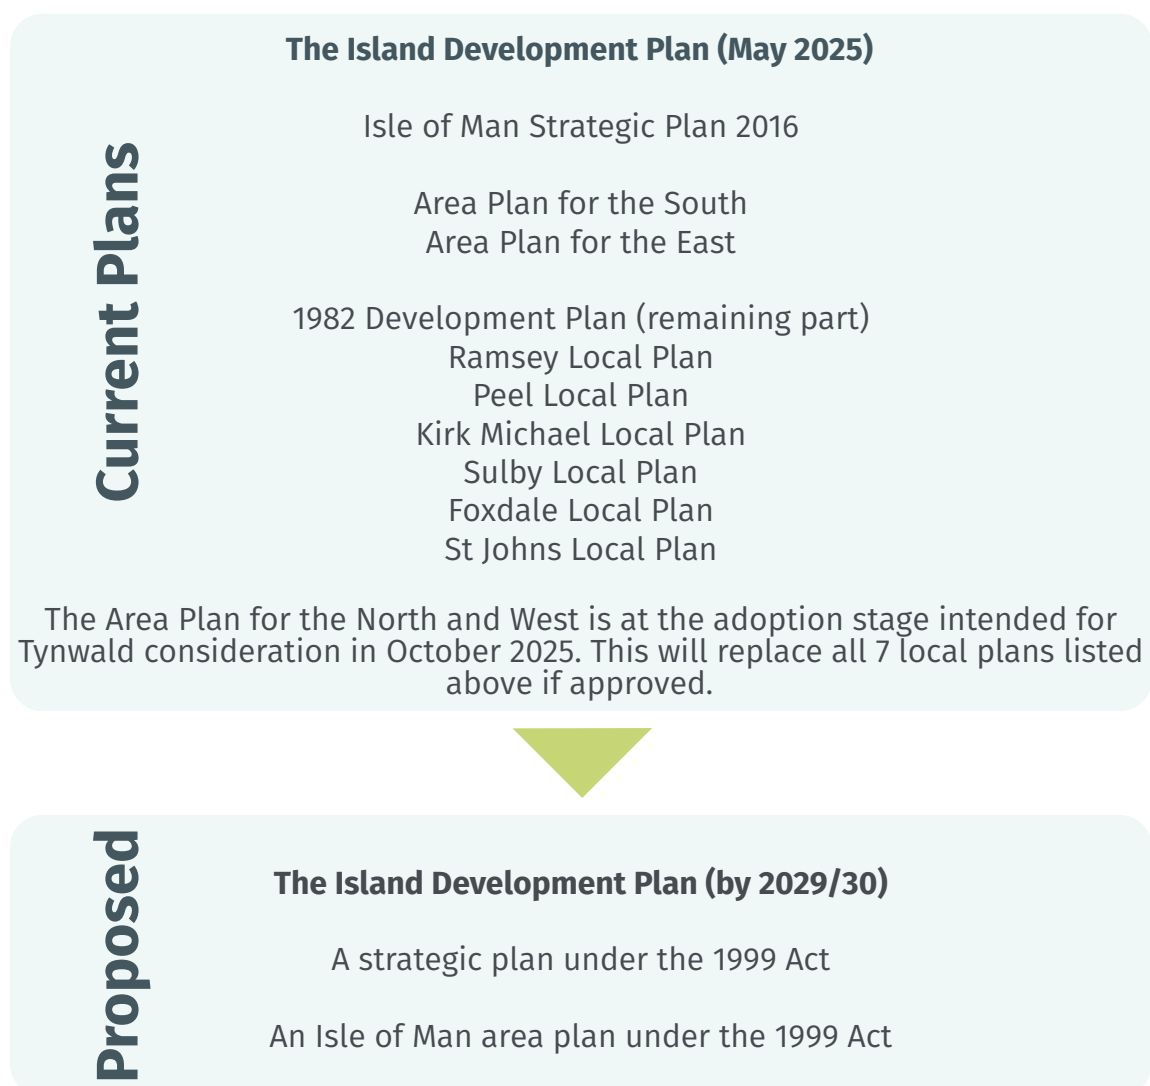 The Island Development Plan (May 2025)
Current Plans
Isle of Man Strategic Plan 2016
Area Plan for the South
Area Plan for the East
1982 Development Plan (remaining part)
Ramsey Local Plan
Peel Local Plan
Kirk Michael Local Plan
Sulby Local Plan
Foxdale Local Plan
St Johns Local Plan
The Area Plan for the North and West is at the adoption stage intended for
Tynwald consideration in October 2025. This will replace all 7 local plans listed
above if approved.
Proposed
The Island Development Plan (by 2029/30)
A strategic plan under the 1999 Act
An Isle of Man area plan under the 1999 Act